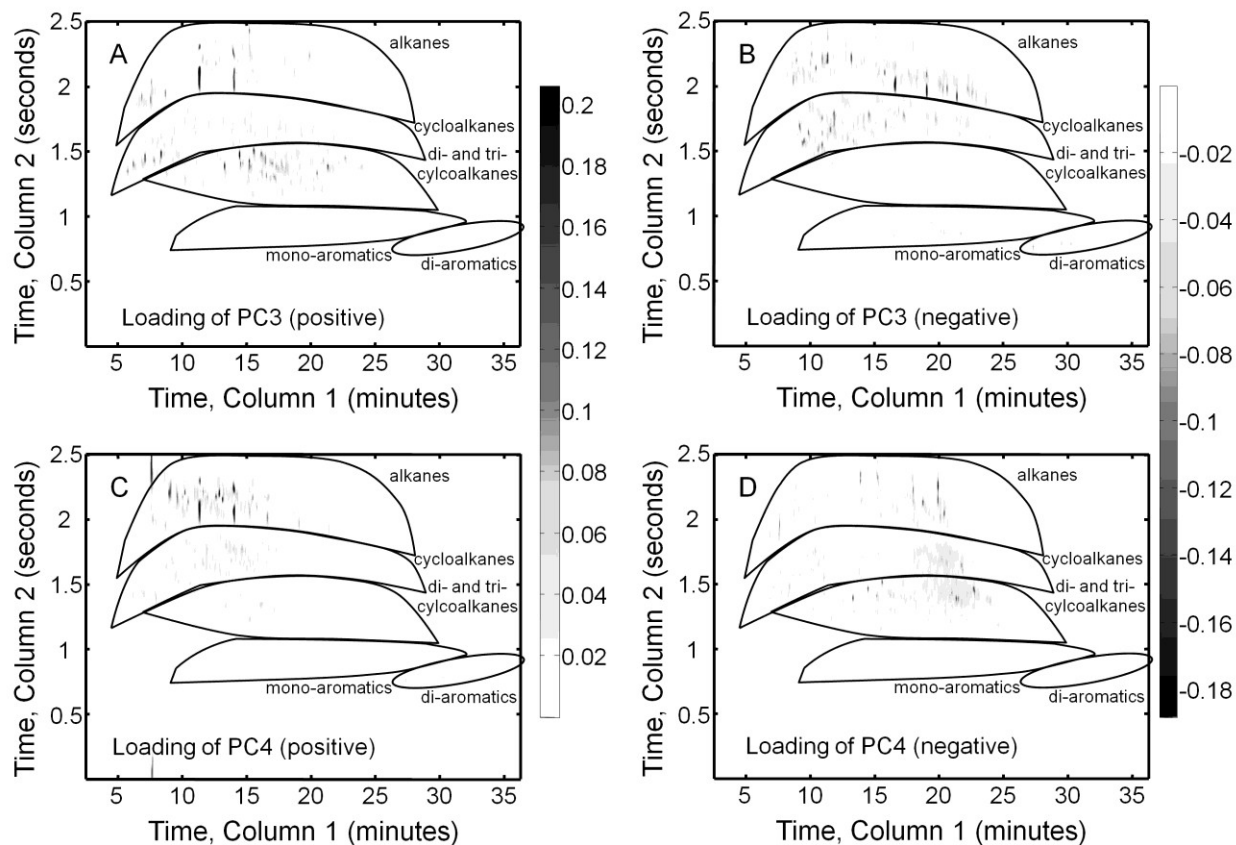 A
alkanes
cycloalkanes
di- and tri-
cylcoalkanes
mono-aromatics
di-aromatics
Loading of PC3 (positive)
2.5
2
1.5
1
0.5
Time, Column 2 (seconds)
5 10 15 20 25 30 35
Time, Column 1 (minutes)
B
alkanes
cycloalkanes
di- and tri-
cylcoalkanes
mono-aromatics
di-aromatics
Loading of PC3 (negative)
2.5
2
1.5
1
0.5
Time, Column 2 (seconds)
5 10 15 20 25 30 35
Time, Column 1 (minutes)
0.2
0.18
0.16
0.14
0.12
0.1
0.08
0.06
0.04
0.02
-0.02
-0.04
-0.06
-0.08
-0.1
-0.12
-0.14
-0.16
-0.18
C
alkanes
cycloalkanes
di- and tri-
cylcoalkanes
mono-aromatics
di-aromatics
Loading of PC4 (positive)
2.5
2
1.5
1
0.5
Time, Column 2 (seconds)
5 10 15 20 25 30 35
Time, Column 1 (minutes)
D
alkanes
cycloalkanes
di- and tri-
cylcoalkanes
mono-aromatics
di-aromatics
Loading of PC4 (negative)
2.5
2
1.5
1
0.5
Time, Column 2 (seconds)
5 10 15 20 25 30 35
Time, Column 1 (minutes)